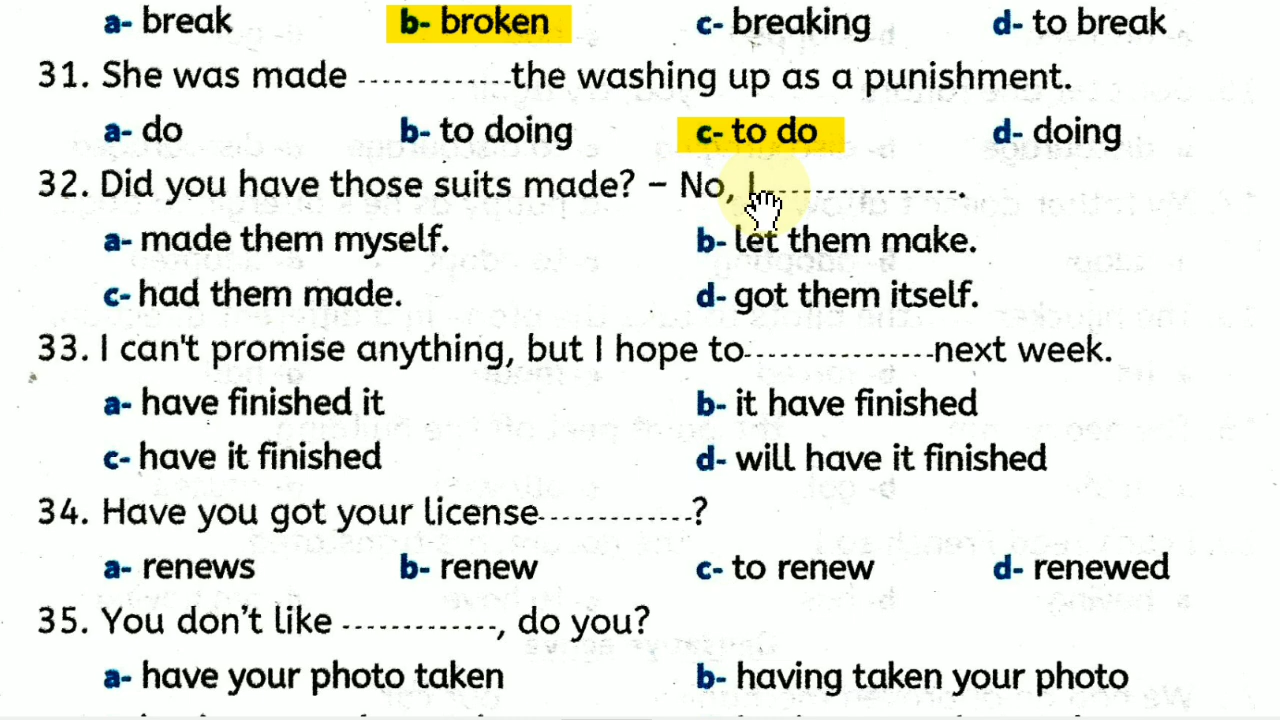 a- break b- broken c- breaking d- to break
31. She was made ............the washing up as a punishment.
a- do b- to doing c- to do d- doing
32. Did you have those suits made? – No, I...............
a- made them myself. b- let them make.
c- had them made. d- got them itself.
33. I can't promise anything, but I hope to...............next week.
a- have finished it b- it have finished
c- have it finished d- will have it finished
34. Have you got your license............?
a- renews b- renew c- to renew d- renewed
35. You don't like ............, do you?
a- have your photo taken b- having taken your photo